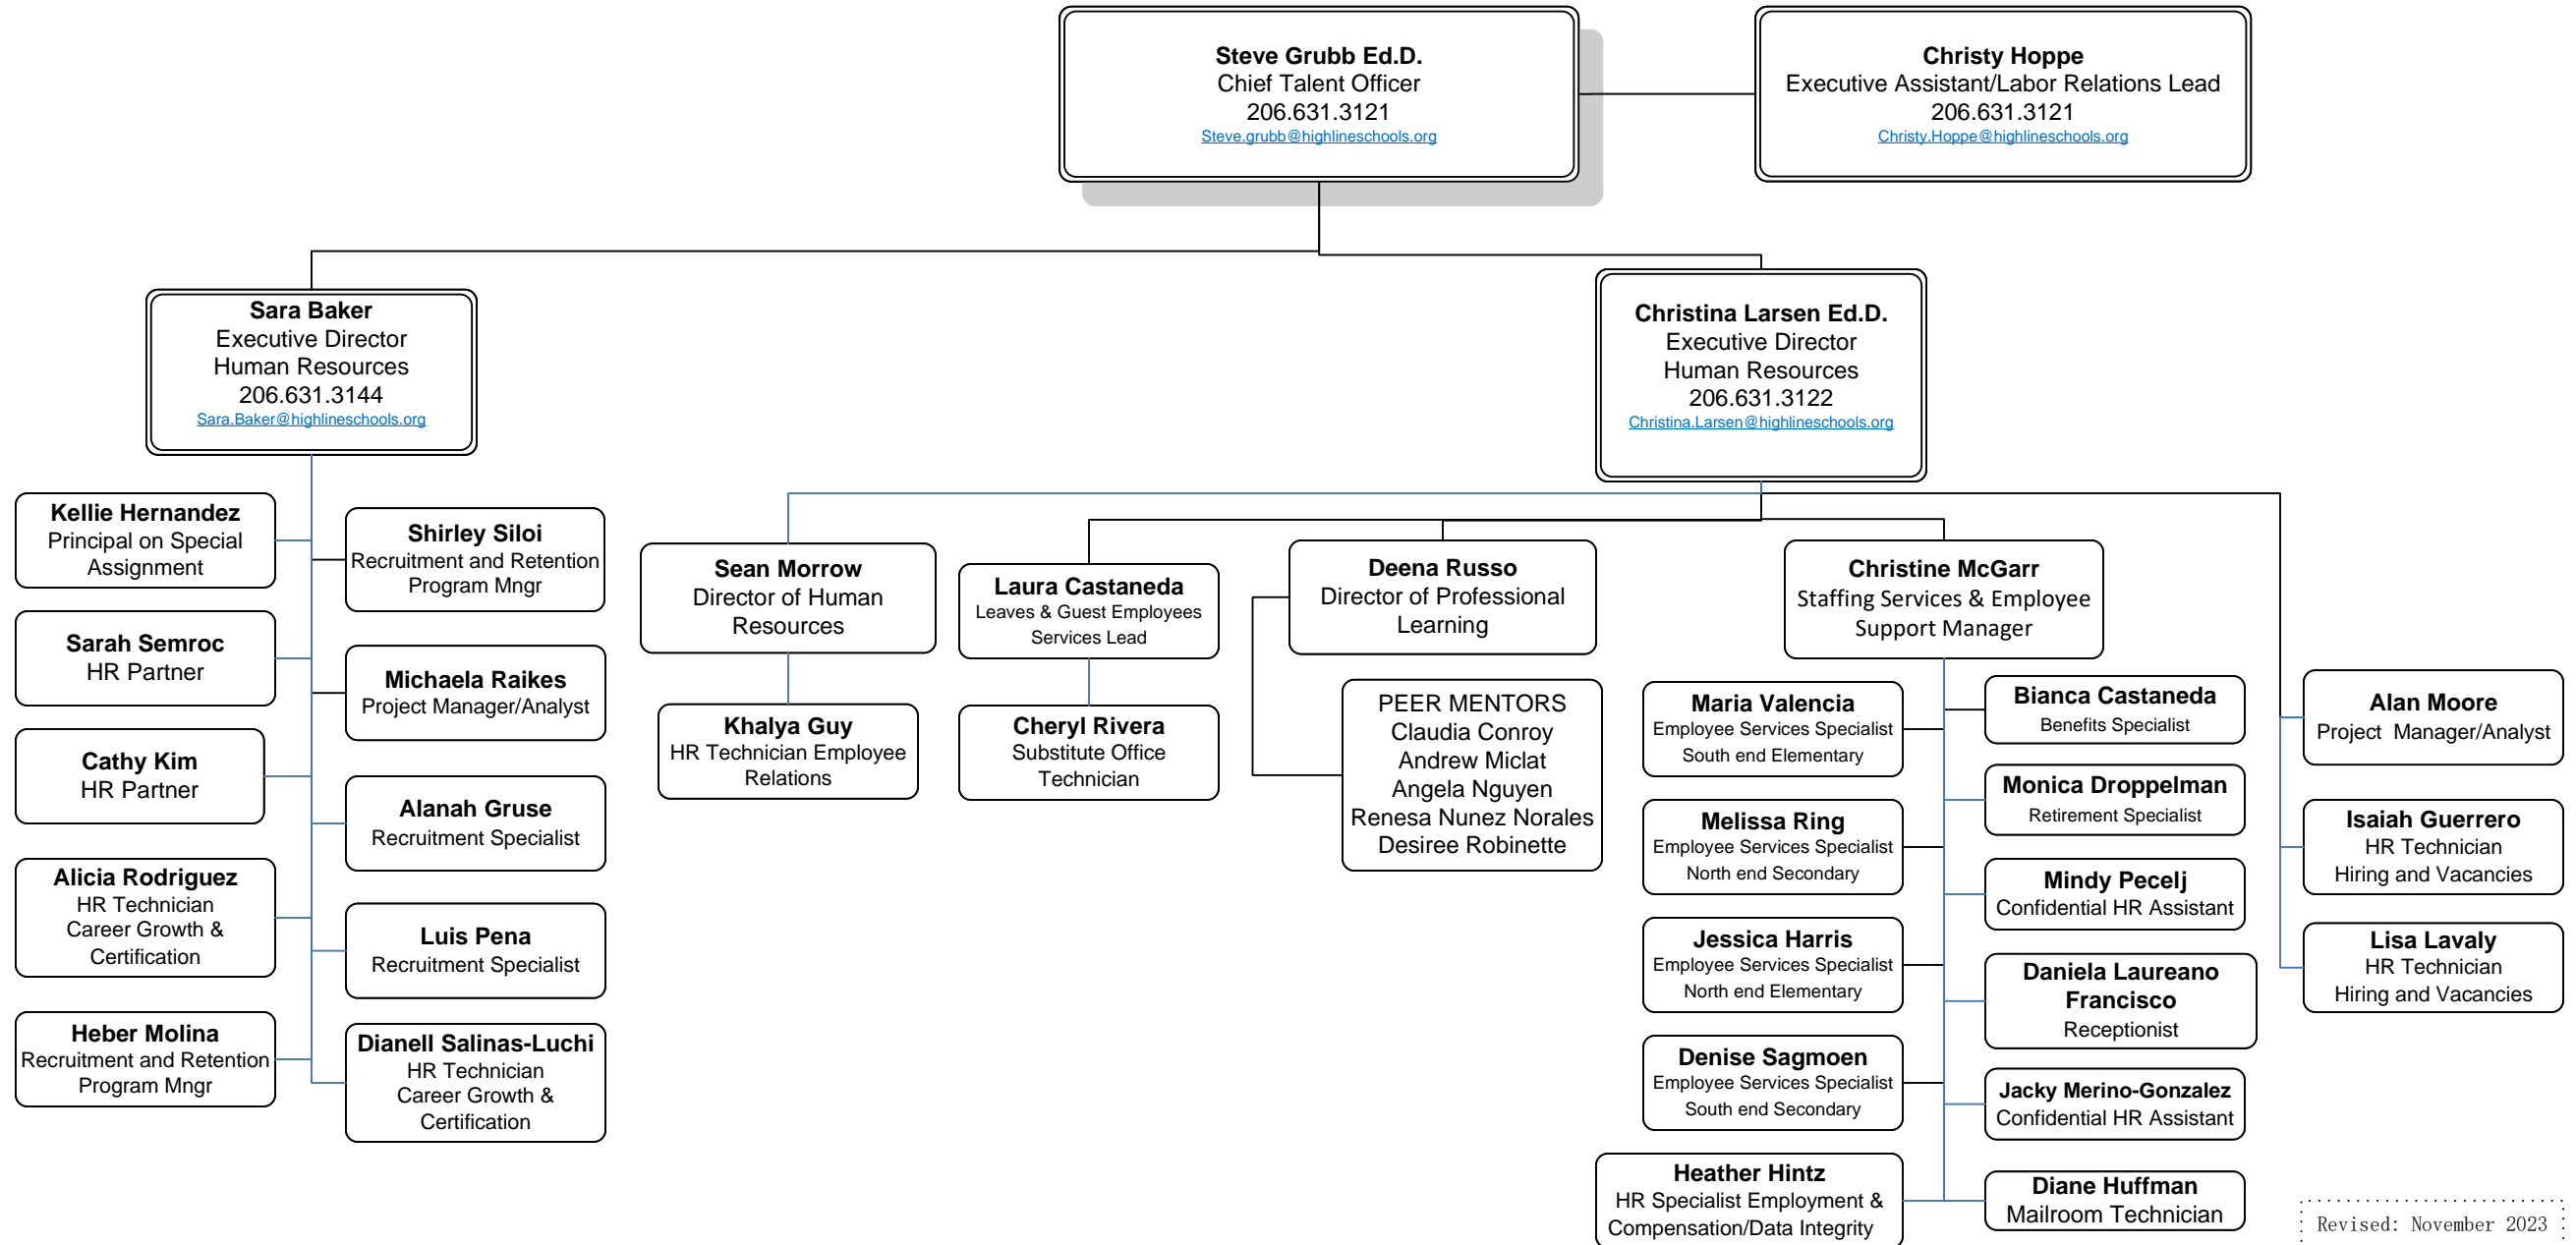 Steve Grubb Ed.D.
Chief Talent Officer
206.631.3121
Steve.grubb@highlineschools.org
Christy Hoppe
Executive Assistant/Labor Relations Lead
206.631.3121
Christy.Hoppe@highlineschools.org
Sara Baker
Executive Director
Human Resources
206.631.3144
Sara.Baker@highlineschools.org
Christina Larsen Ed.D.
Executive Director
Human Resources
206.631.3122
Christina.Larsen@highlineschools.org
Kellie Hernandez
Principal on Special
Assignment
Shirley Siloi
Recruitment and Retention
Program Mngr
Sarah Semroc
HR Partner
Michaela Raikes
Project Manager/Analyst
Cathy Kim
HR Partner
Alanah Gruse
Recruitment Specialist
Alicia Rodriguez
HR Technician
Career Growth &
Certification
Luis Pena
Recruitment Specialist
Heber Molina
Recruitment and Retention
Program Mngr
Dianell Salinas-Luchi
HR Technician
Career Growth &
Certification
Sean Morrow
Director of Human
Resources
Khalya Guy
HR Technician Employee
Relations
Laura Castaneda
Leaves & Guest Employees
Services Lead
Cheryl Rivera
Substitute Office
Technician
Deena Russo
Director of Professional
Learning
PEER MENTORS
Claudia Conroy
Andrew Miclat
Angela Nguyen
Renesa Nunez Norales
Desiree Robinette
Christine McGarr
Staffing Services & Employee
Support Manager
Maria Valencia
Employee Services Specialist
South end Elementary
Melissa Ring
Employee Services Specialist
North end Secondary
Jessica Harris
Employee Services Specialist
North end Elementary
Denise Sagmoen
Employee Services Specialist
South end Secondary
Heather Hintz
HR Specialist Employment &
Compensation/Data Integrity
Bianca Castaneda
Benefits Specialist
Monica Droppelman
Retirement Specialist
Mindy Pecelj
Confidential HR Assistant
Daniela Laureano
Francisco
Receptionist
Jacky Merino-Gonzalez
Confidential HR Assistant
Diane Huffman
Mailroom Technician
Alan Moore
Project Manager/Analyst
Isaiah Guerrero
HR Technician
Hiring and Vacancies
Lisa Lavaly
HR Technician
Hiring and Vacancies
Revised: November 2023